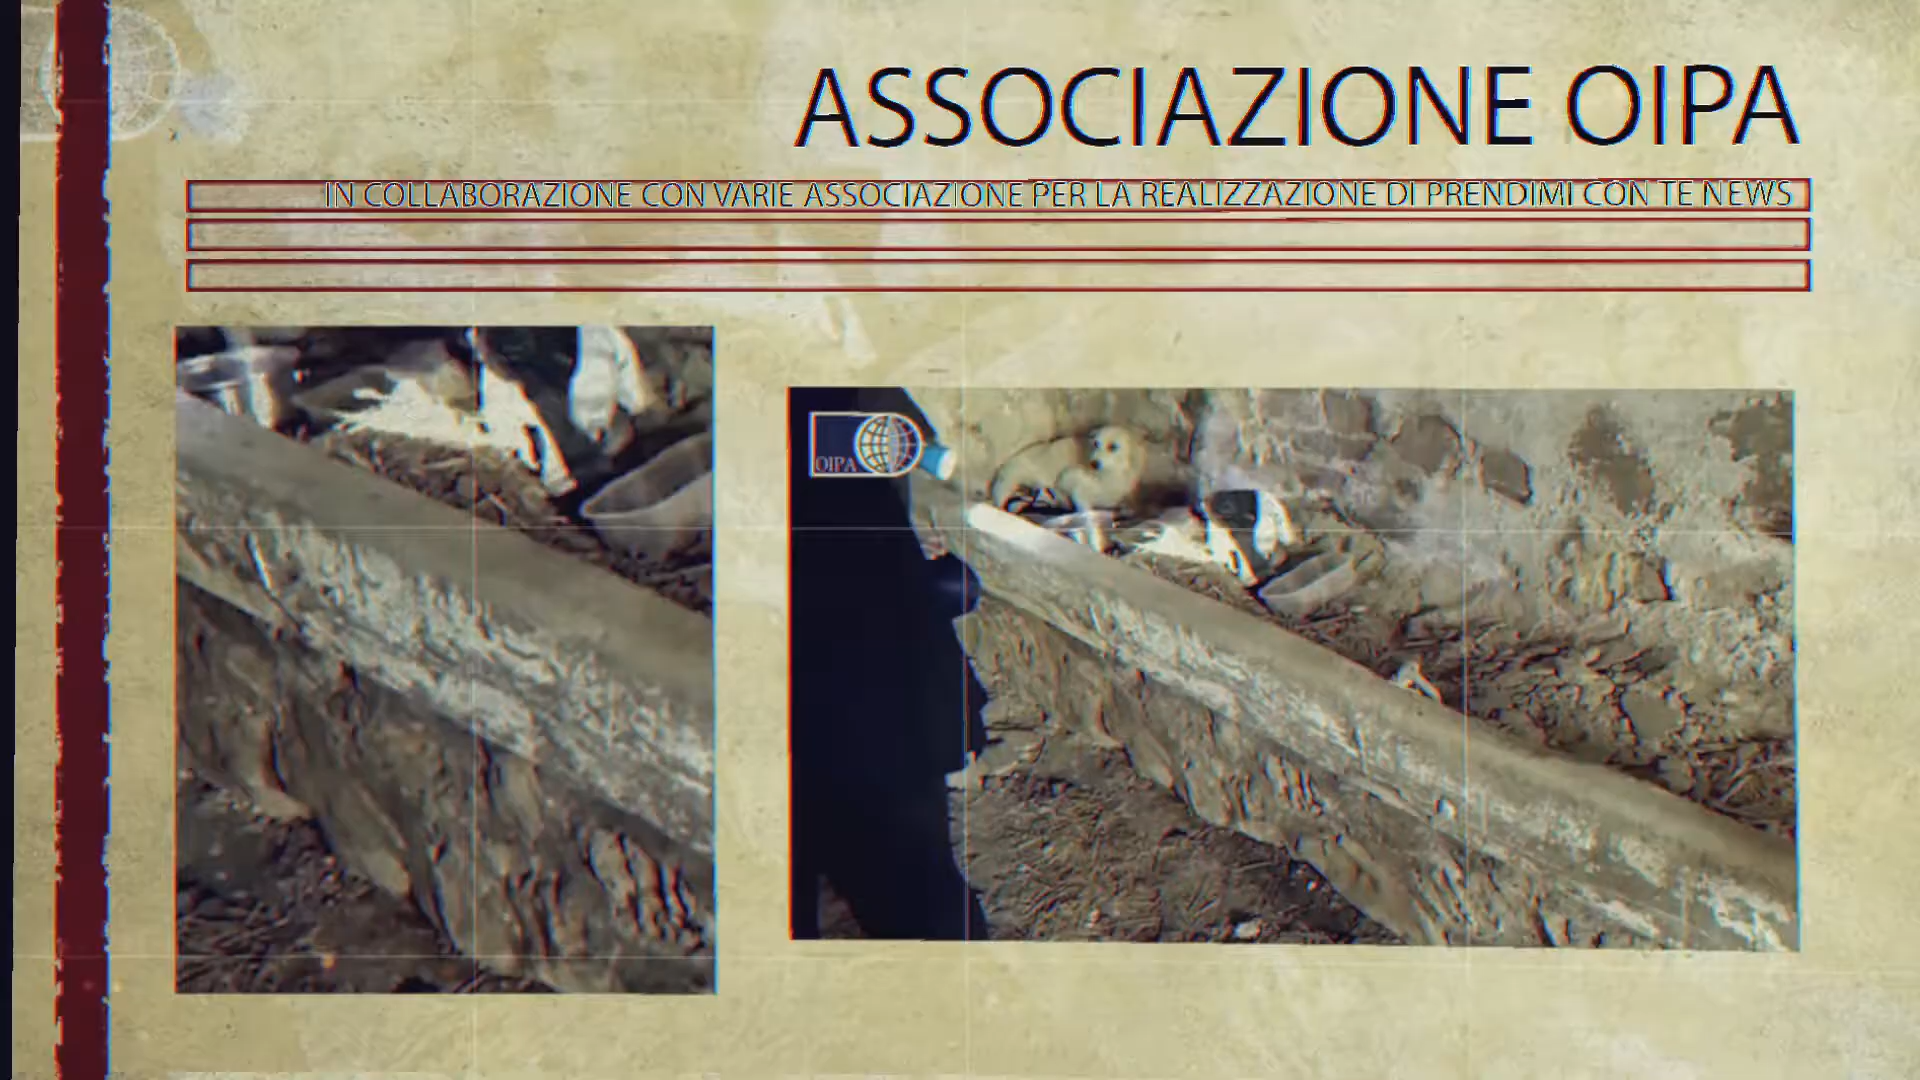 ASSOCIAZIONE OIPA
IN COLLABORAZIONE CON VARIE ASSOCIAZIONE PER LA REALIZZAZIONE DI PRENDIMI CON TE NEWS
OIPA